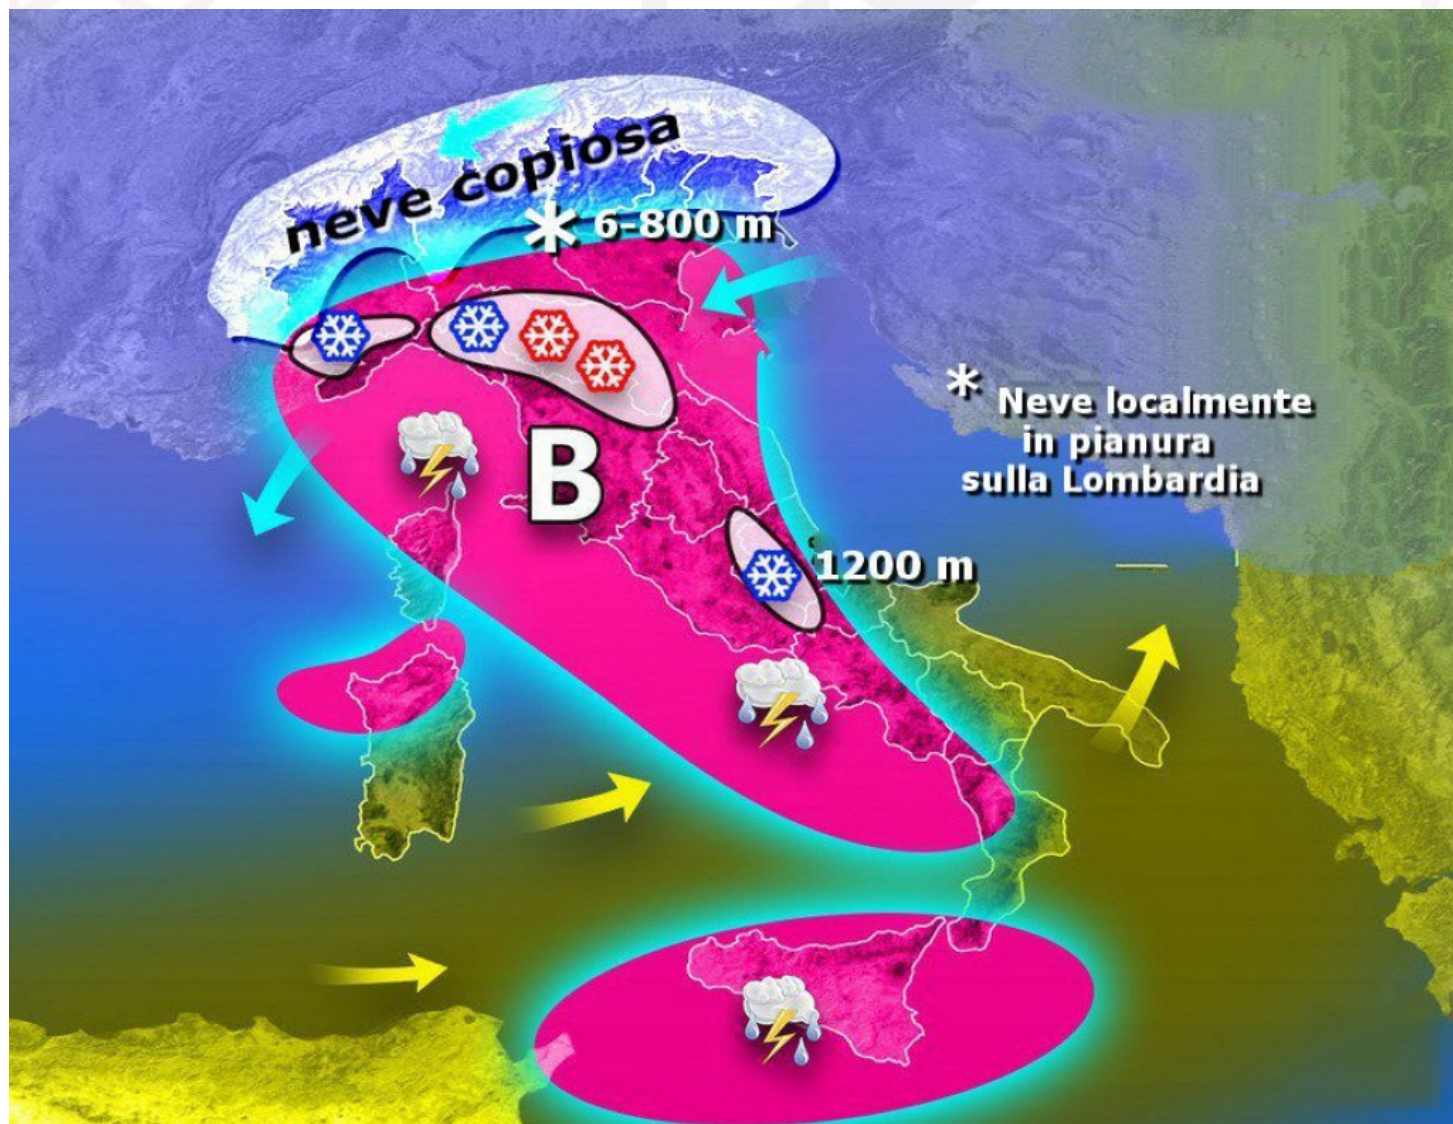 neve copiosa
* 6-800 m
B
* Neve localmente
in pianura
sulla Lombardia
1200 m